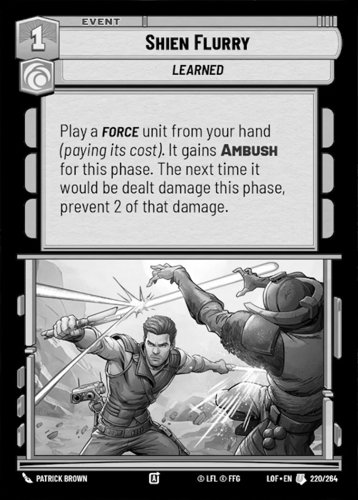 EVENT
1
SHIEN FLURRY
LEARNED
Play a FORCE unit from your hand
(paying its cost). It gains AMBUSH
for this phase. The next time it
would be dealt damage this phase,
prevent 2 of that damage.
PATRICK BROWN
© LFL © FFG
LOF • EN
220/264